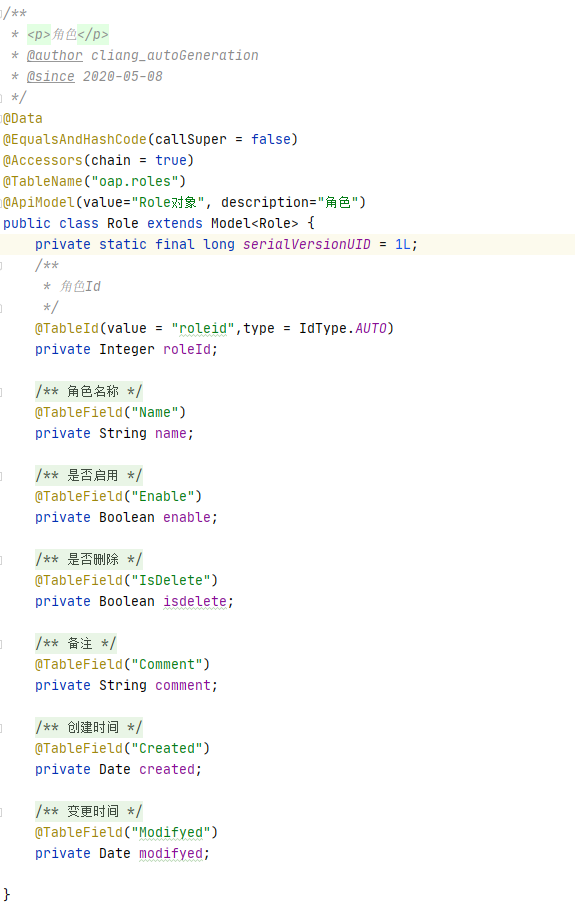 /**
 * <p>角色</p>
 * @author cliang_autoGeneration
 * @since 2020-05-08
 */
@Data
@EqualsAndHashCode(callSuper = false)
@Accessors(chain = true)
@TableName("oap.roles")
@ApiModel(value="Role对象", description="角色")
public class Role extends Model<Role> {
    private static final long serialVersionUID = 1L;
    /**
     * 角色Id
     */
    @TableId(value = "roleid",type = IdType.AUTO)
    private Integer roleId;

    /** 角色名称 */
    @TableField("Name")
    private String name;

    /** 是否启用 */
    @TableField("Enable")
    private Boolean enable;

    /** 是否删除 */
    @TableField("IsDelete")
    private Boolean isdelete;

    /** 备注 */
    @TableField("Comment")
    private String comment;

    /** 创建时间 */
    @TableField("Created")
    private Date created;

    /** 变更时间 */
    @TableField("Modifyed")
    private Date modifyed;

}